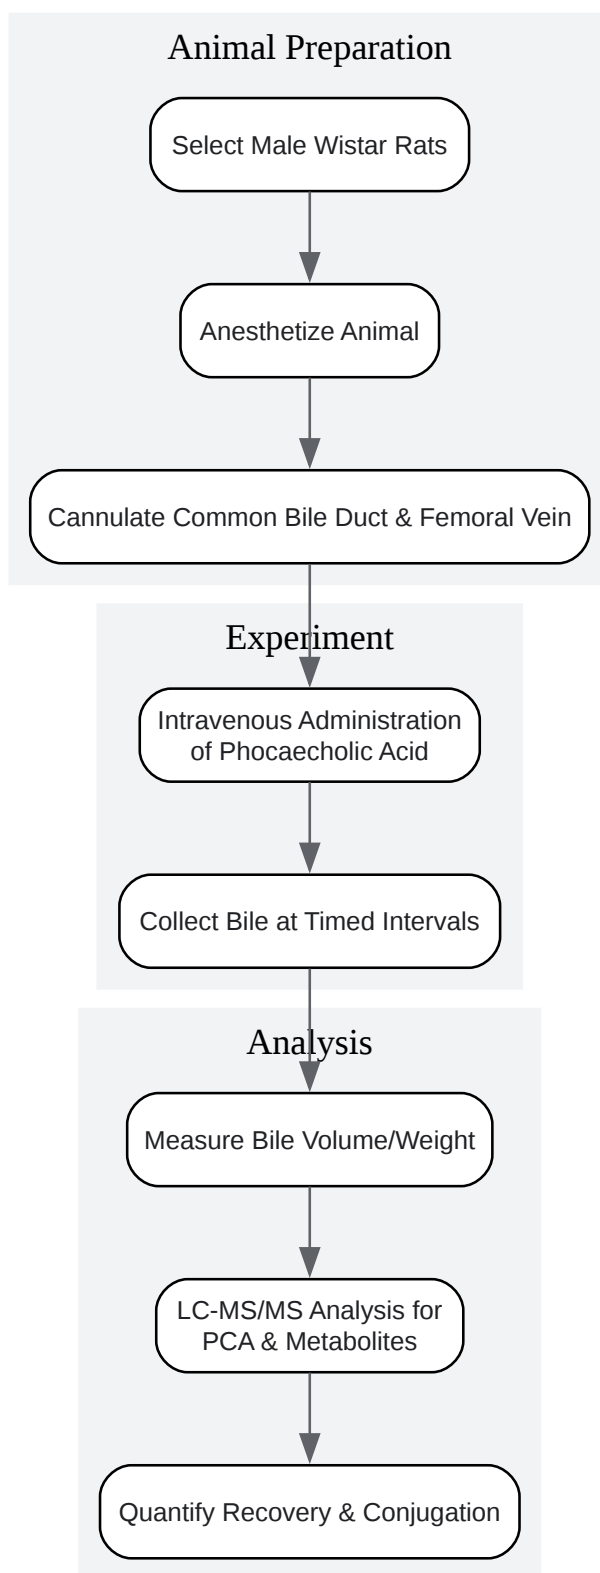 Animal Preparation
Select Male Wistar Rats
Anesthetize Animal
Cannulate Common Bile Duct & Femoral Vein
Experiment
Intravenous Administration
of Phocaecholic Acid
Collect Bile at Timed Intervals
Analysis
Measure Bile Volume/Weight
LC-MS/MS Analysis for
PCA & Metabolites
Quantify Recovery & Conjugation